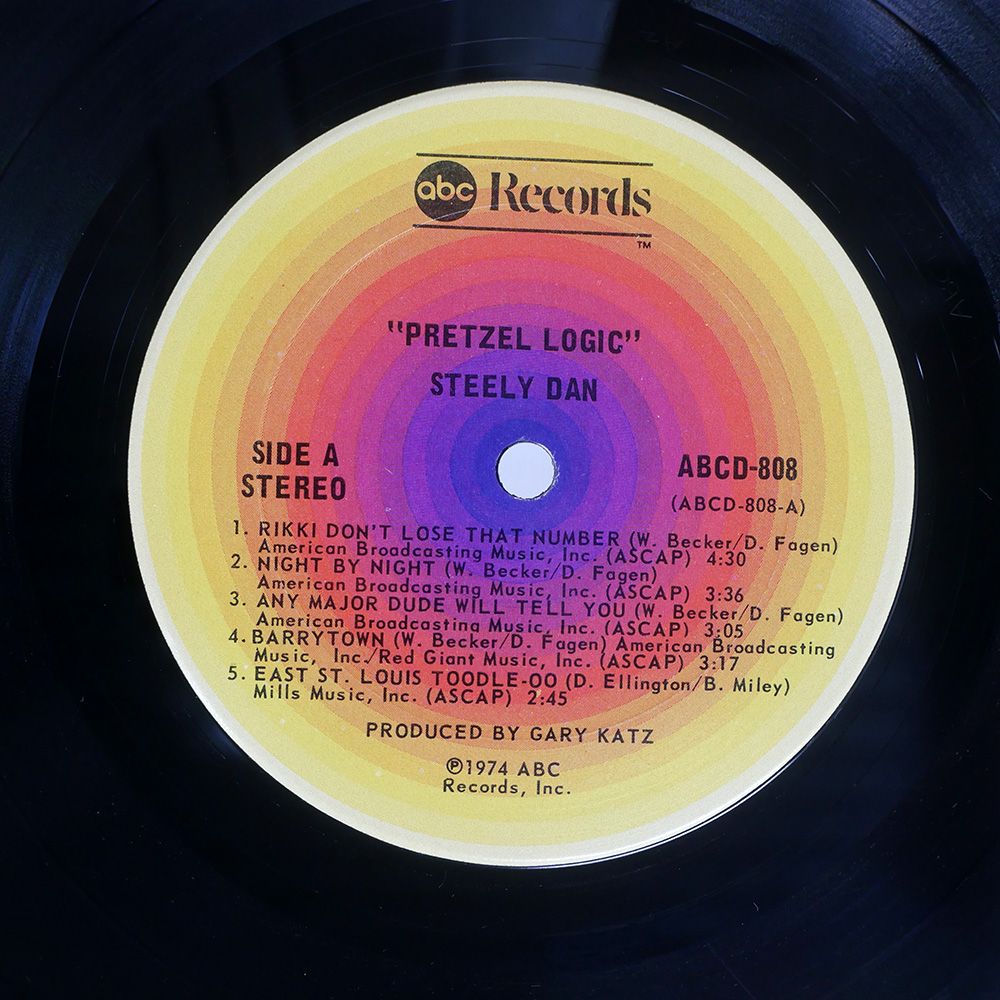 abc Records
TM
"PRETZEL LOGIC"
STEELY DAN
SIDE A
STEREO
ABCD-808
(ABCD-808-A)
1. RIKKI DON'T LOSE THAT NUMBER (W. Becker/D. Fagen)
American Broadcasting Music, Inc. (ASCAP) 4:30
2. NIGHT BY NIGHT (W. Becker/D. Fagen)
American Broadcasting Music, Inc. (ASCAP) 3:36
3. ANY MAJOR DUDE WILL TELL YOU (W. Becker/D. Fagen)
American Broadcasting Music, Inc. (ASCAP) 3:05
4. BARRYTOWN (W. Becker/D. Fagen) American Broadcasting
Music, Inc./Red Giant Music, Inc. (ASCAP) 3:17
5. EAST ST. LOUIS TOODLE-OO (D. Ellington/B. Miley)
Mills Music, Inc. (ASCAP) 2:45
PRODUCED BY GARY KATZ
℗1974 ABC
Records, Inc.